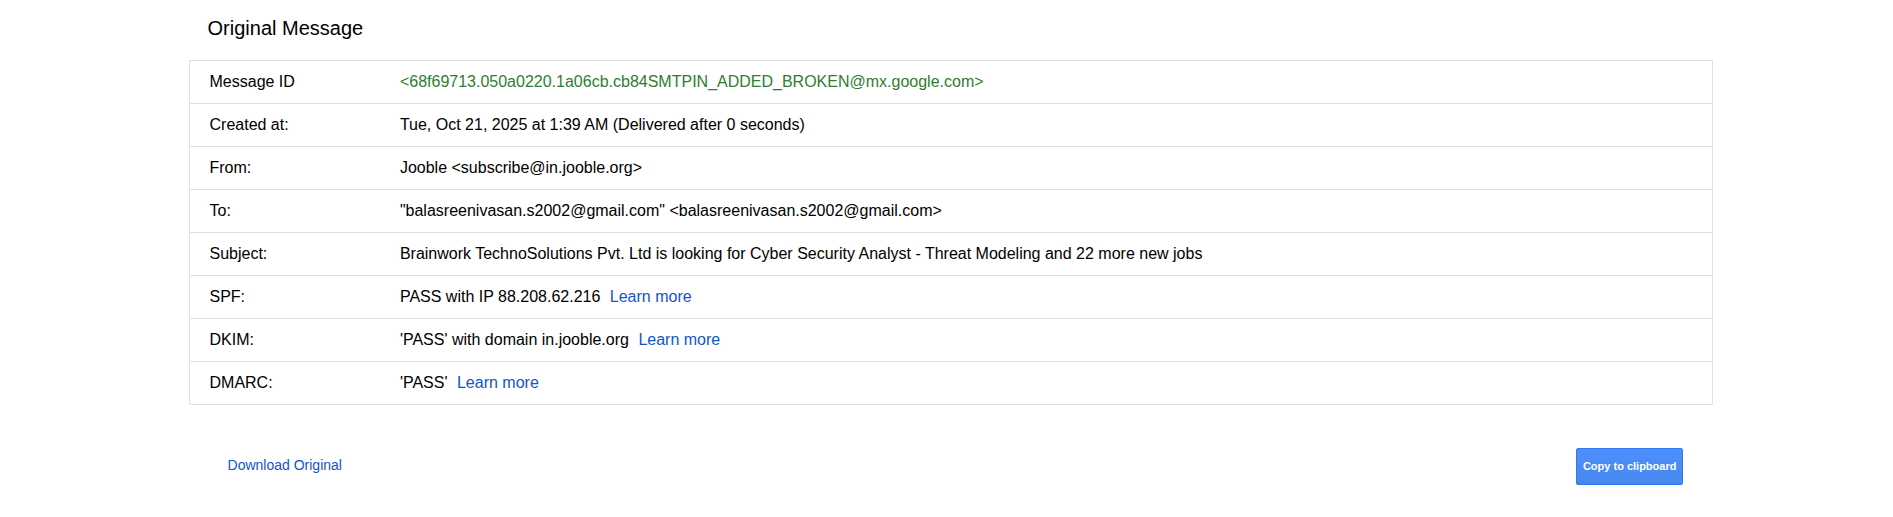 Original Message
Message ID <68f69713.050a0220.1a06cb.cb84SMTPIN_ADDED_BROKEN@mx.google.com>
Created at: Tue, Oct 21, 2025 at 1:39 AM (Delivered after 0 seconds)
From: Jooble <subscribe@in.jooble.org>
To: "balasreenivasan.s2002@gmail.com" <balasreenivasan.s2002@gmail.com>
Subject: Brainwork TechnoSolutions Pvt. Ltd is looking for Cyber Security Analyst - Threat Modeling and 22 more new jobs
SPF: PASS with IP 88.208.62.216 Learn more
DKIM: 'PASS' with domain in.jooble.org Learn more
DMARC: 'PASS' Learn more
Download Original Copy to clipboard